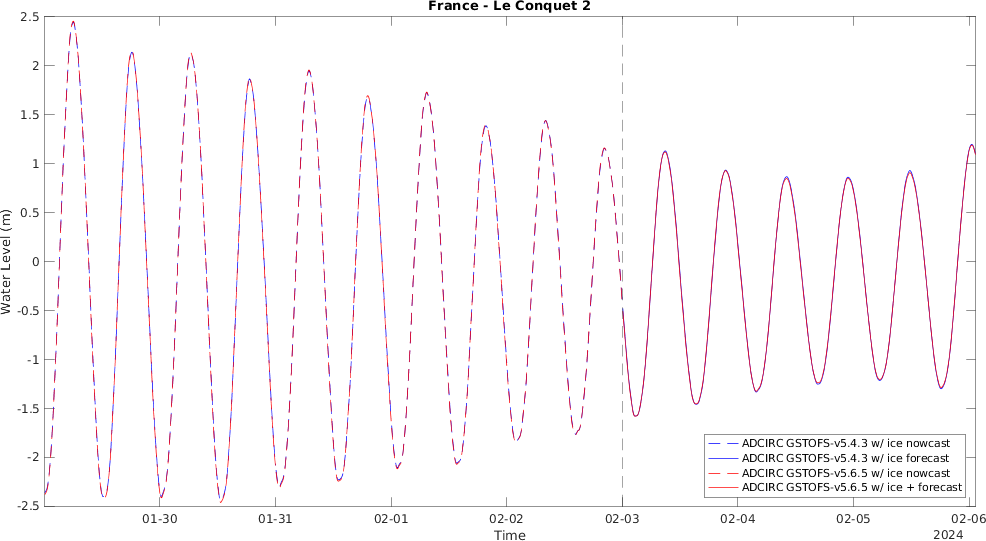 France - Le Conquet 2
Water Level (m)
2.5
2
1.5
1
0.5
0
-0.5
-1
-1.5
-2
-2.5
ADCIRC GSTOFS-v5.4.3 w/ ice nowcast
ADCIRC GSTOFS-v5.4.3 w/ ice forecast
ADCIRC GSTOFS-v5.6.5 w/ ice nowcast
ADCIRC GSTOFS-v5.6.5 w/ ice + forecast
01-30 01-31 02-01 02-02 02-03 02-04 02-05 02-06
Time
2024